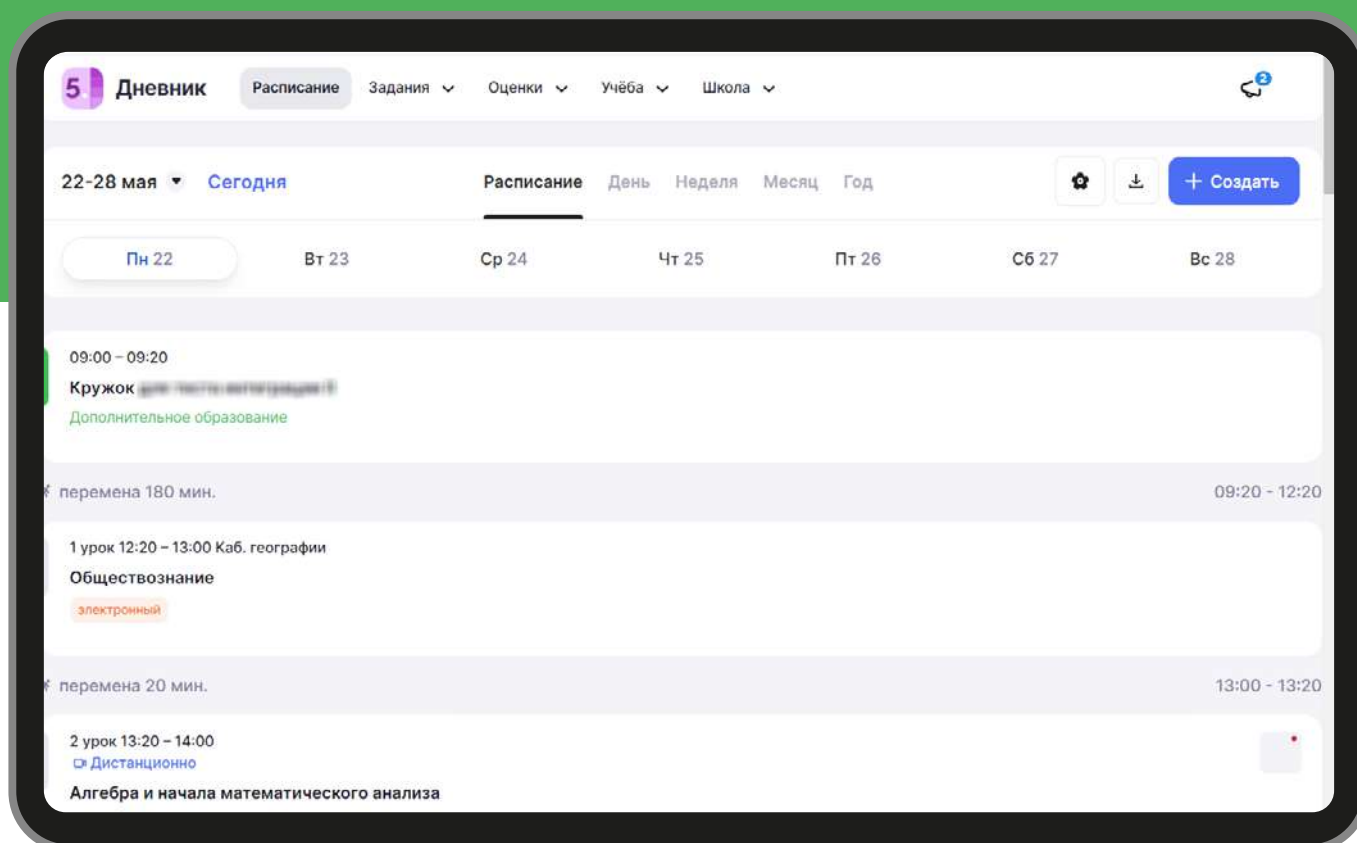 5 Дневник Расписание Задания Оценки Учёба Школа 2
22-28 мая Сегодня Расписание День Неделя Месяц Год + Создать
Пн 22 Вт 23 Ср 24 Чт 25 Пт 26 Сб 27 Вс 28
09:00 – 09:20
Кружок
Дополнительное образование
перемена 180 мин. 09:20 - 12:20
1 урок 12:20 – 13:00 Каб. географии
Обществознание
электронный
перемена 20 мин. 13:00 - 13:20
2 урок 13:20 – 14:00
Дистанционно
Алгебра и начала математического анализа